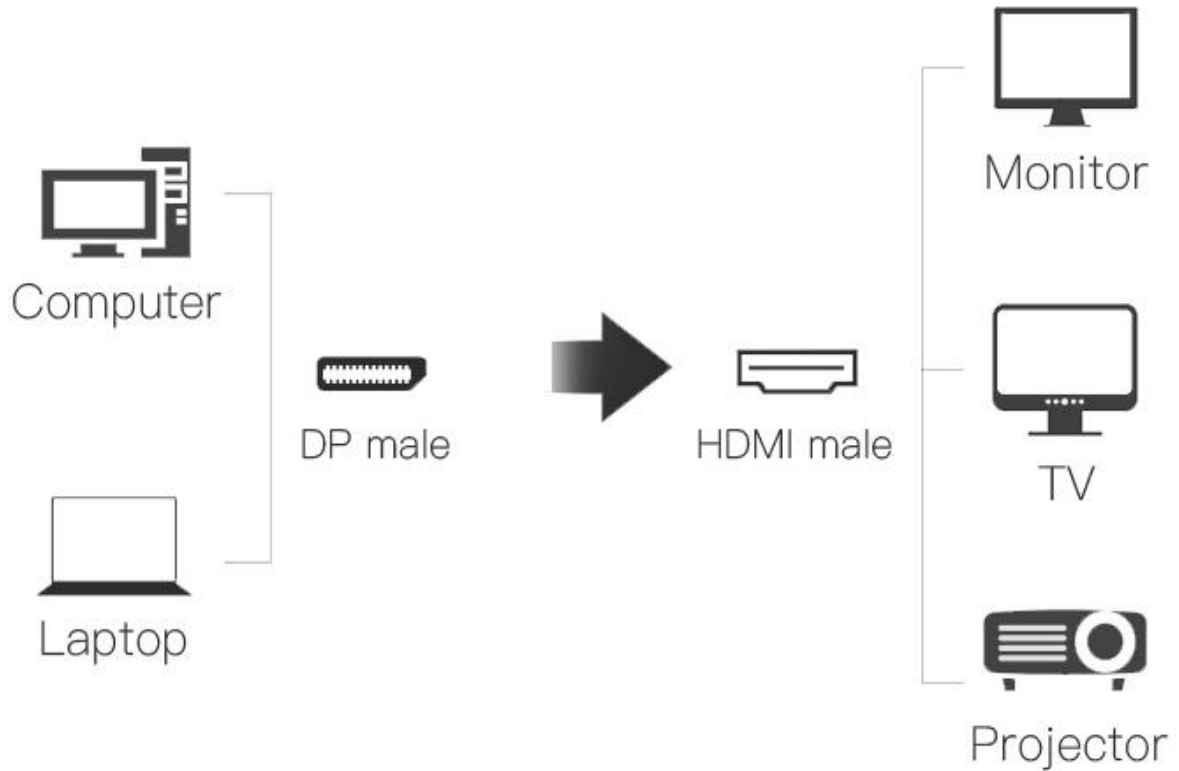 Computer
Laptop
DP male
HDMI male
Monitor
TV
Projector